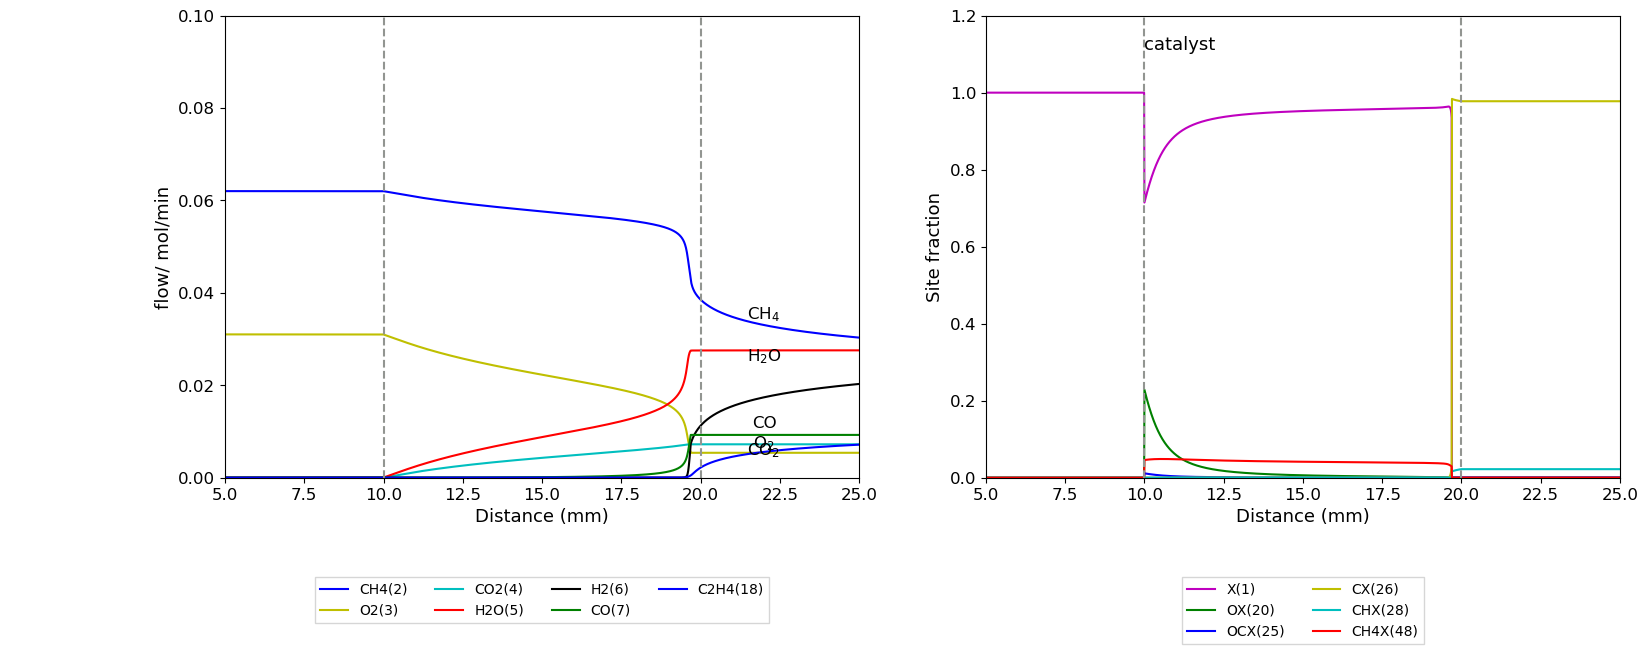 0.10
0.08
0.06
0.04
0.02
0.00
flow/ mol/min
5.0 7.5 10.0 12.5 15.0 17.5 20.0 22.5 25.0
Distance (mm)
CH₄
H₂O
CO
O₂
CO₂
CH4(2) CO2(4) H2(6) C2H4(18)
O2(3) H2O(5) CO(7)
1.2
1.0
0.8
0.6
0.4
0.2
0.0
Site fraction
catalyst
5.0 7.5 10.0 12.5 15.0 17.5 20.0 22.5 25.0
Distance (mm)
X(1) CX(26)
OX(20) CHX(28)
OCX(25) CH4X(48)